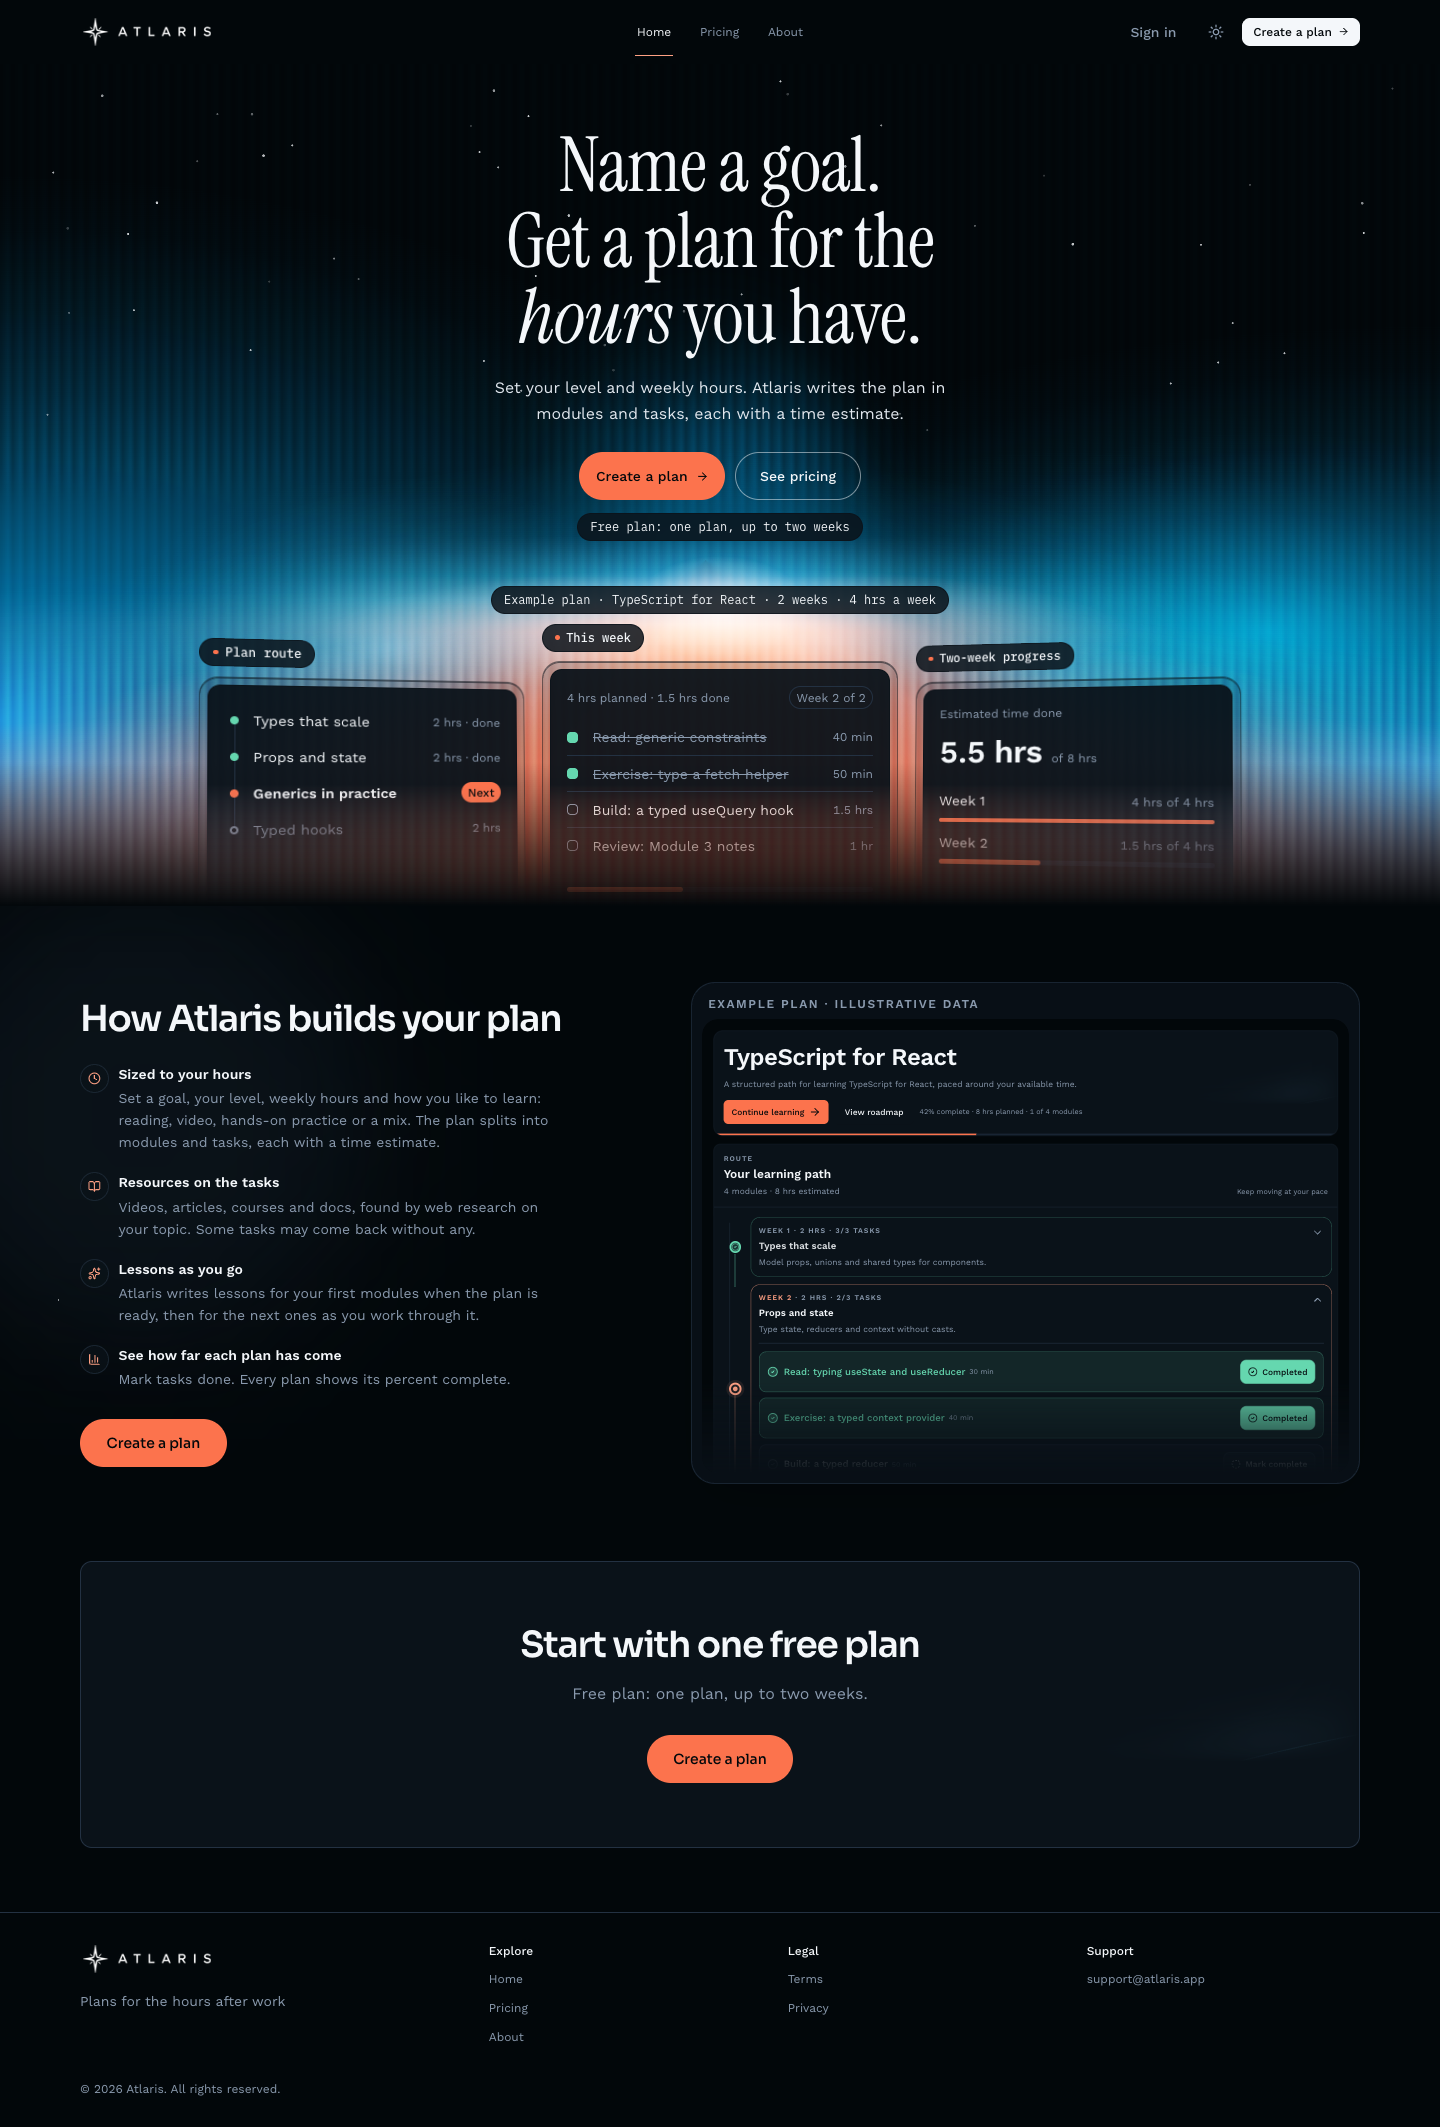 ATLARIS
Home
Pricing
About
Sign in
Create a plan →
Name a goal.
Get a plan for the
hours you have.
Set your level and weekly hours. Atlaris writes the plan in
modules and tasks, each with a time estimate.
Create a plan →
See pricing
Free plan: one plan, up to two weeks
Example plan · TypeScript for React · 2 weeks · 4 hrs a week
Plan route
Types that scale 2 hrs · done
Props and state 2 hrs · done
Generics in practice Next
Typed hooks 2 hrs
This week
4 hrs planned · 1.5 hrs done Week 2 of 2
Read: generic constraints 40 min
Exercise: type a fetch helper 50 min
Build: a typed useQuery hook 1.5 hrs
Review: Module 3 notes 1 hr
Two-week progress
Estimated time done
5.5 hrs of 8 hrs
Week 1 4 hrs of 4 hrs
Week 2 1.5 hrs of 4 hrs
How Atlaris builds your plan
Sized to your hours
Set a goal, your level, weekly hours and how you like to learn:
reading, video, hands-on practice or a mix. The plan splits into
modules and tasks, each with a time estimate.
Resources on the tasks
Videos, articles, courses and docs, found by web research on
your topic. Some tasks may come back without any.
Lessons as you go
Atlaris writes lessons for your first modules when the plan is
ready, then for the next ones as you work through it.
See how far each plan has come
Mark tasks done. Every plan shows its percent complete.
Create a plan
EXAMPLE PLAN · ILLUSTRATIVE DATA
TypeScript for React
A structured path for learning TypeScript for React, paced around your available time.
Continue learning → View roadmap 42% complete · 8 hrs planned · 1 of 4 modules
ROUTE
Your learning path
4 modules · 8 hrs estimated Keep moving at your pace
WEEK 1 · 2 HRS · 3/3 TASKS
Types that scale
Model props, unions and shared types for components.
WEEK 2 · 2 HRS · 2/3 TASKS
Props and state
Type state, reducers and context without casts.
Read: typing useState and useReducer 30 min Completed
Exercise: a typed context provider 40 min Completed
Build: a typed reducer Mark complete
Start with one free plan
Free plan: one plan, up to two weeks.
Create a plan
ATLARIS
Plans for the hours after work
Explore
Home
Pricing
About
Legal
Terms
Privacy
Support
support@atlaris.app
© 2026 Atlaris. All rights reserved.